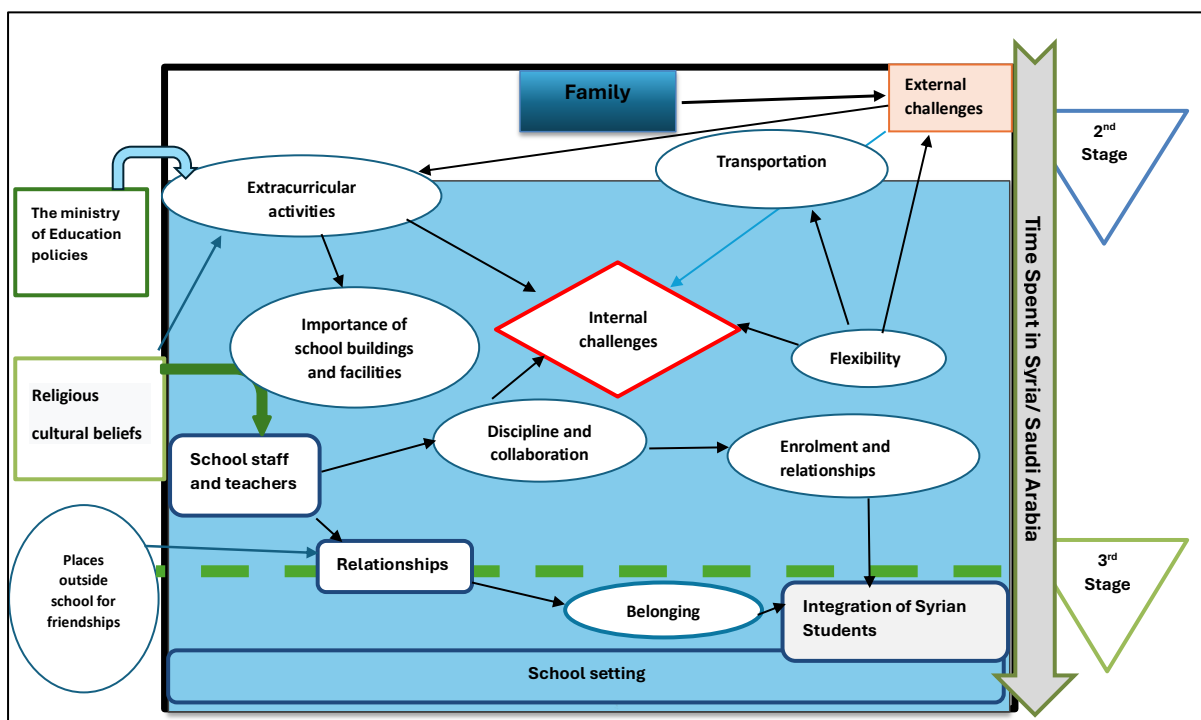 Family
External
challenges
2nd
Stage
Transportation
Extracurricular
activities
The ministry
of Education
policies
Time Spent in Syria/ Saudi Arabia
Internal
challenges
Importance of
school buildings
and facilities
Flexibility
Religious
cultural beliefs
Discipline and
collaboration
Enrolment and
relationships
School staff
and teachers
Places
outside
school for
friendships
Relationships
3rd
Stage
Belonging
Integration of Syrian
Students
School setting